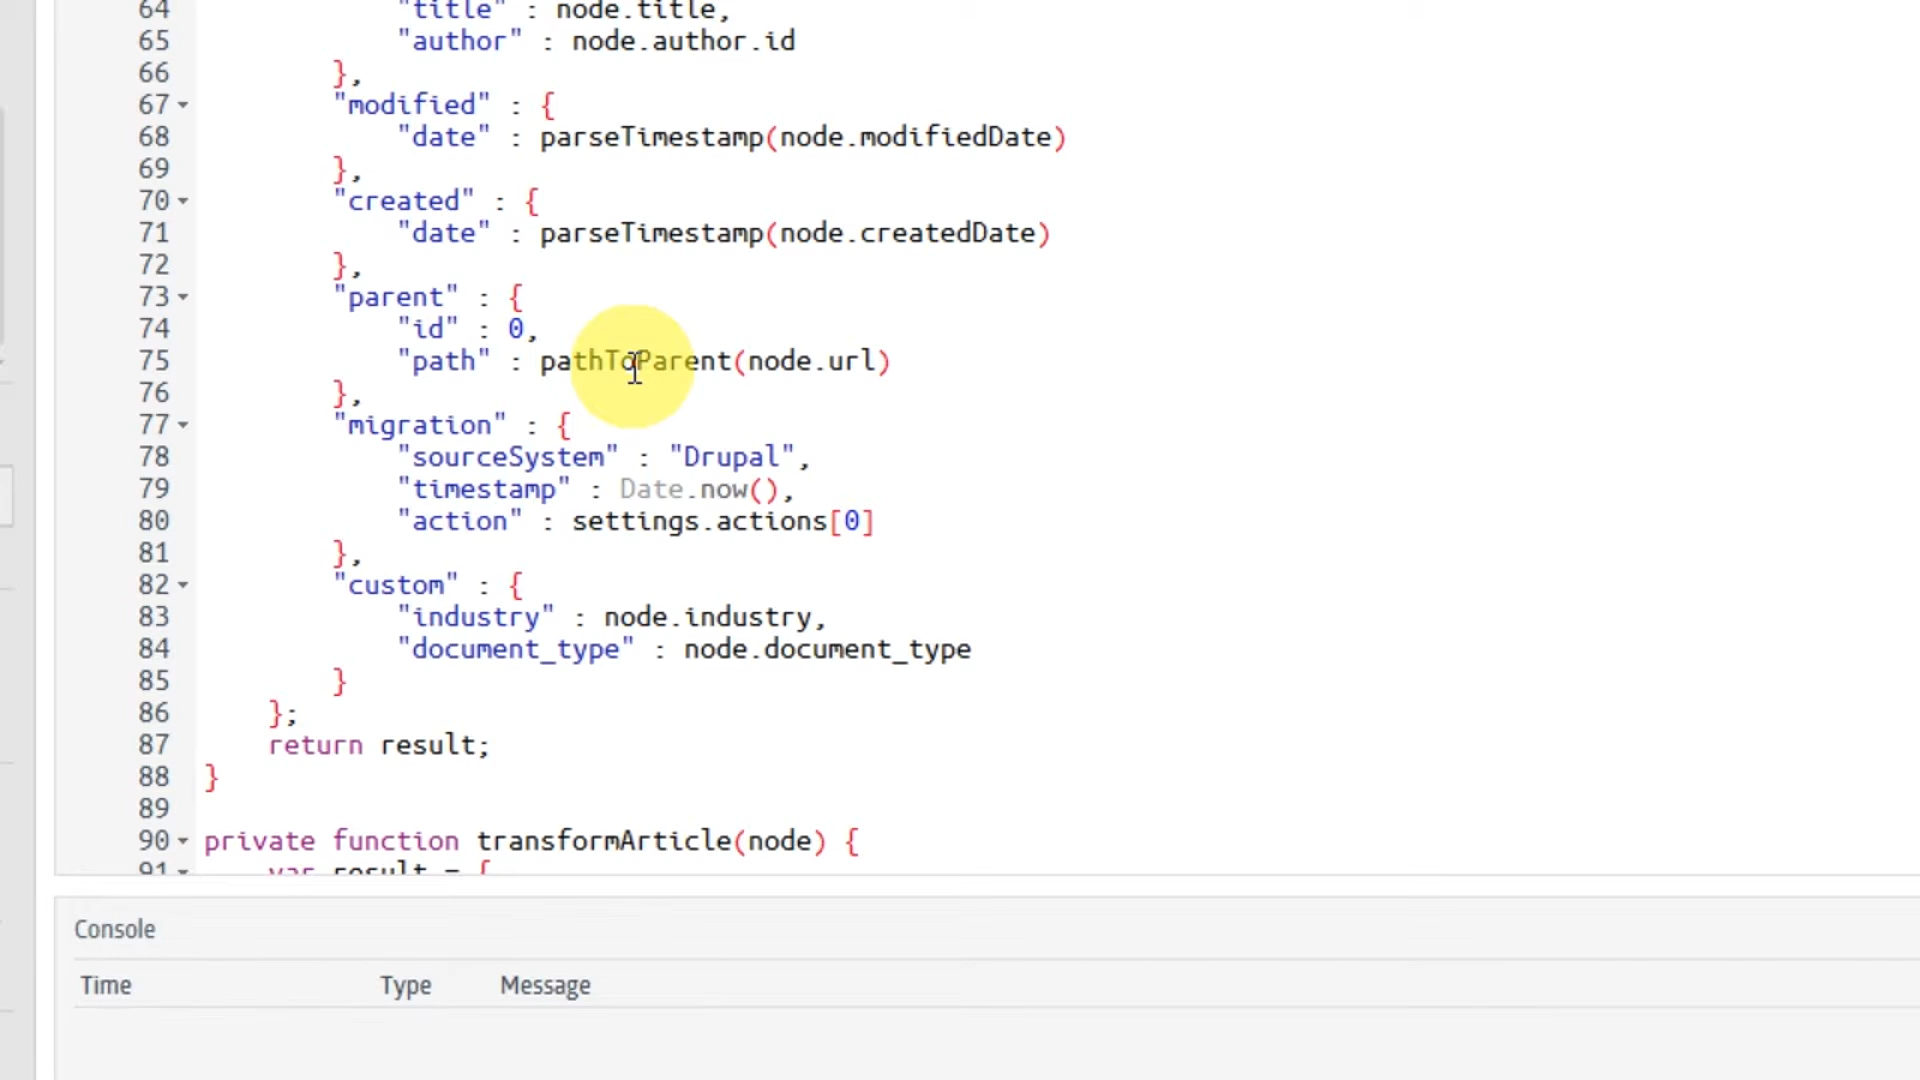 64 "title" : node.title,
65 "author" : node.author.id
66 },
67 "modified" : {
68 "date" : parseTimestamp(node.modifiedDate)
69 },
70 "created" : {
71 "date" : parseTimestamp(node.createdDate)
72 },
73 "parent" : {
74 "id" : 0,
75 "path" : pathToParent(node.url)
76 },
77 "migration" : {
78 "sourceSystem" : "Drupal",
79 "timestamp" : Date.now(),
80 "action" : settings.actions[0]
81 },
82 "custom" : {
83 "industry" : node.industry,
84 "document_type" : node.document_type
85 }
86 };
87 return result;
88 }
89
90 private function transformArticle(node) {
91 var result = {
Console
Time Type Message